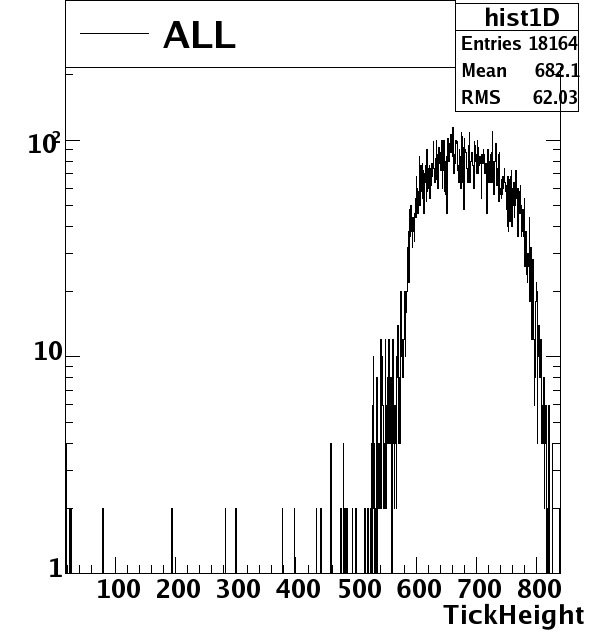 hist1D
ALL
Entries 18164
Mean 682.1
RMS 62.03
10²
10
1
100 200 300 400 500 600 700 800
TickHeight